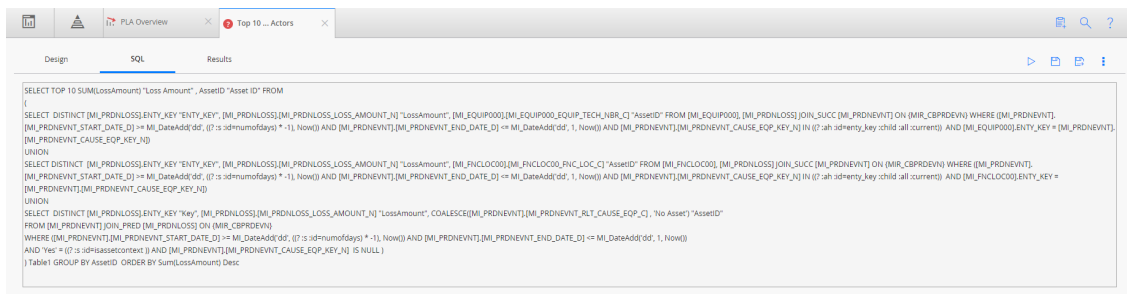 PLA Overview
Top 10 ... Actors
Design SQL Results
SELECT TOP 10 SUM(LossAmount) "Loss Amount" , AssetID "Asset ID" FROM
(
SELECT DISTINCT [MI_PRDNEVNT].ENTY_KEY "ENTY_KEY", [MI_PRDNLOSS].[MI_PRDNLOSS_LOSS_AMOUNT_N] "LossAmount", [MI_EQUIP000].[MI_EQUIP000_EQUIP_TECH_NBR_C] "AssetID" FROM [MI_EQUIP000], [MI_PRDNLOSS] JOIN_SUCC [MI_PRDNEVNT] ON {MIR_CBPRDEVN} WHERE ([MI_PRDNEVNT].
[MI_PRDNEVNT_START_DATE_D] >= MI_DateAdd('dd', ((? :s :id=numofdays) * -1), Now()) AND [MI_PRDNEVNT].[MI_PRDNEVNT_END_DATE_D] <= MI_DateAdd('dd', 1, Now()) AND [MI_PRDNEVNT].[MI_PRDNEVNT_CAUSE_EQP_KEY_N] IN ((? :ah :id=enty_key :child :all :current)) AND [MI_EQUIP000].ENTY_KEY = [MI_PRDNEVNT].
[MI_PRDNEVNT_CAUSE_EQP_KEY_N])
UNION
SELECT DISTINCT [MI_PRDNLOSS].ENTY_KEY "ENTY_KEY", [MI_PRDNLOSS].[MI_PRDNLOSS_LOSS_AMOUNT_N] "LossAmount", [MI_FNCLOC00].[MI_FNCLOC00_FNC_LOC_C] "AssetID" FROM [MI_FNCLOC00], [MI_PRDNLOSS] JOIN_SUCC [MI_PRDNEVNT] ON {MIR_CBPRDEVN} WHERE ([MI_PRDNEVNT].
[MI_PRDNEVNT_START_DATE_D] >= MI_DateAdd('dd', ((? :s :id=numofdays) * -1), Now()) AND [MI_PRDNEVNT].[MI_PRDNEVNT_END_DATE_D] <= MI_DateAdd('dd', 1, Now()) AND [MI_PRDNEVNT].[MI_PRDNEVNT_CAUSE_EQP_KEY_N] IN ((? :ah :id=enty_key :child :all :current)) AND [MI_FNCLOC00].ENTY_KEY =
[MI_PRDNEVNT].[MI_PRDNEVNT_CAUSE_EQP_KEY_N])
UNION
SELECT DISTINCT [MI_PRDNLOSS].ENTY_KEY "Key", [MI_PRDNLOSS].[MI_PRDNLOSS_LOSS_AMOUNT_N] "LossAmount", COALESCE([MI_PRDNEVNT].[MI_PRDNEVNT_RLT_CAUSE_EQP_C] , 'No Asset') "AssetID"
FROM [MI_PRDNEVNT] JOIN_PRED [MI_PRDNLOSS] ON {MIR_CBPRDEVN}
WHERE ([MI_PRDNEVNT].[MI_PRDNEVNT_START_DATE_D] >= MI_DateAdd('dd', ((? :s :id=numofdays) * -1), Now()) AND [MI_PRDNEVNT].[MI_PRDNEVNT_END_DATE_D] <= MI_DateAdd('dd', 1, Now())
AND 'Yes' = ((? :s :id=isassetcontext )) AND [MI_PRDNEVNT].[MI_PRDNEVNT_CAUSE_EQP_KEY_N] IS NULL )
) Table1 GROUP BY AssetID ORDER BY Sum(LossAmount) Desc